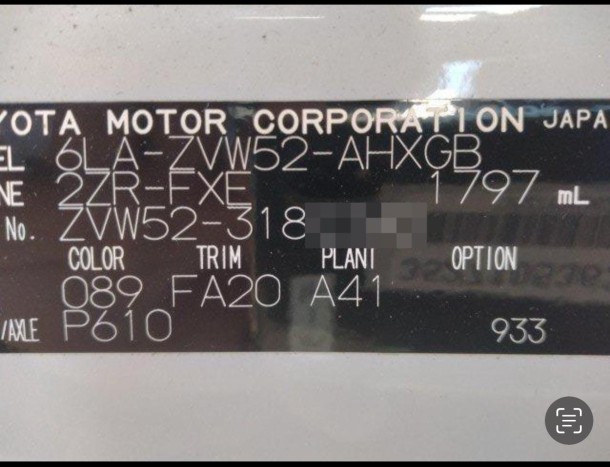 YOTA MOTOR CORPORATION JAPA
EL 6LA-ZVW52-AHXGB
NE 2ZR-FXE 1797 mL
No. ZVW52-318
COLOR TRIM PLANT OPTION
089 FA20 A41
/AXLE P610 933